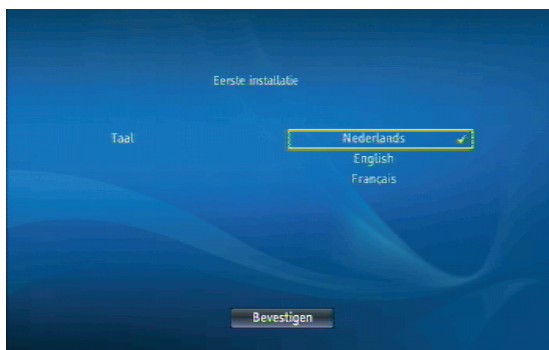 Eerste installatie
Taal
Nederlands ✓
English
Français
Bevestigen